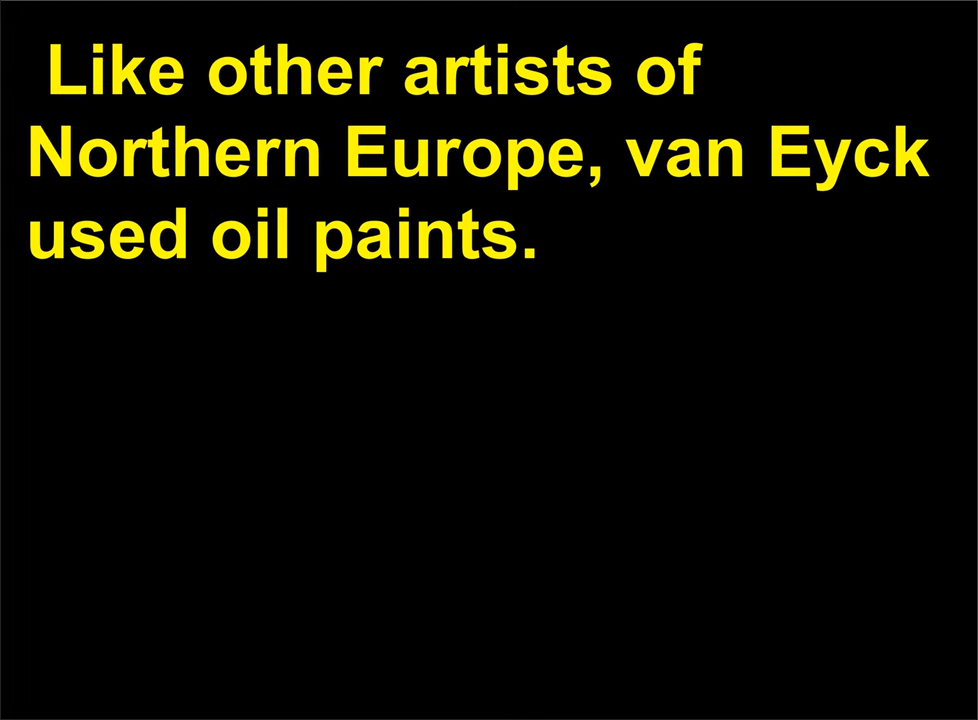 Like other artists of
Northern Europe, van Eyck
used oil paints.